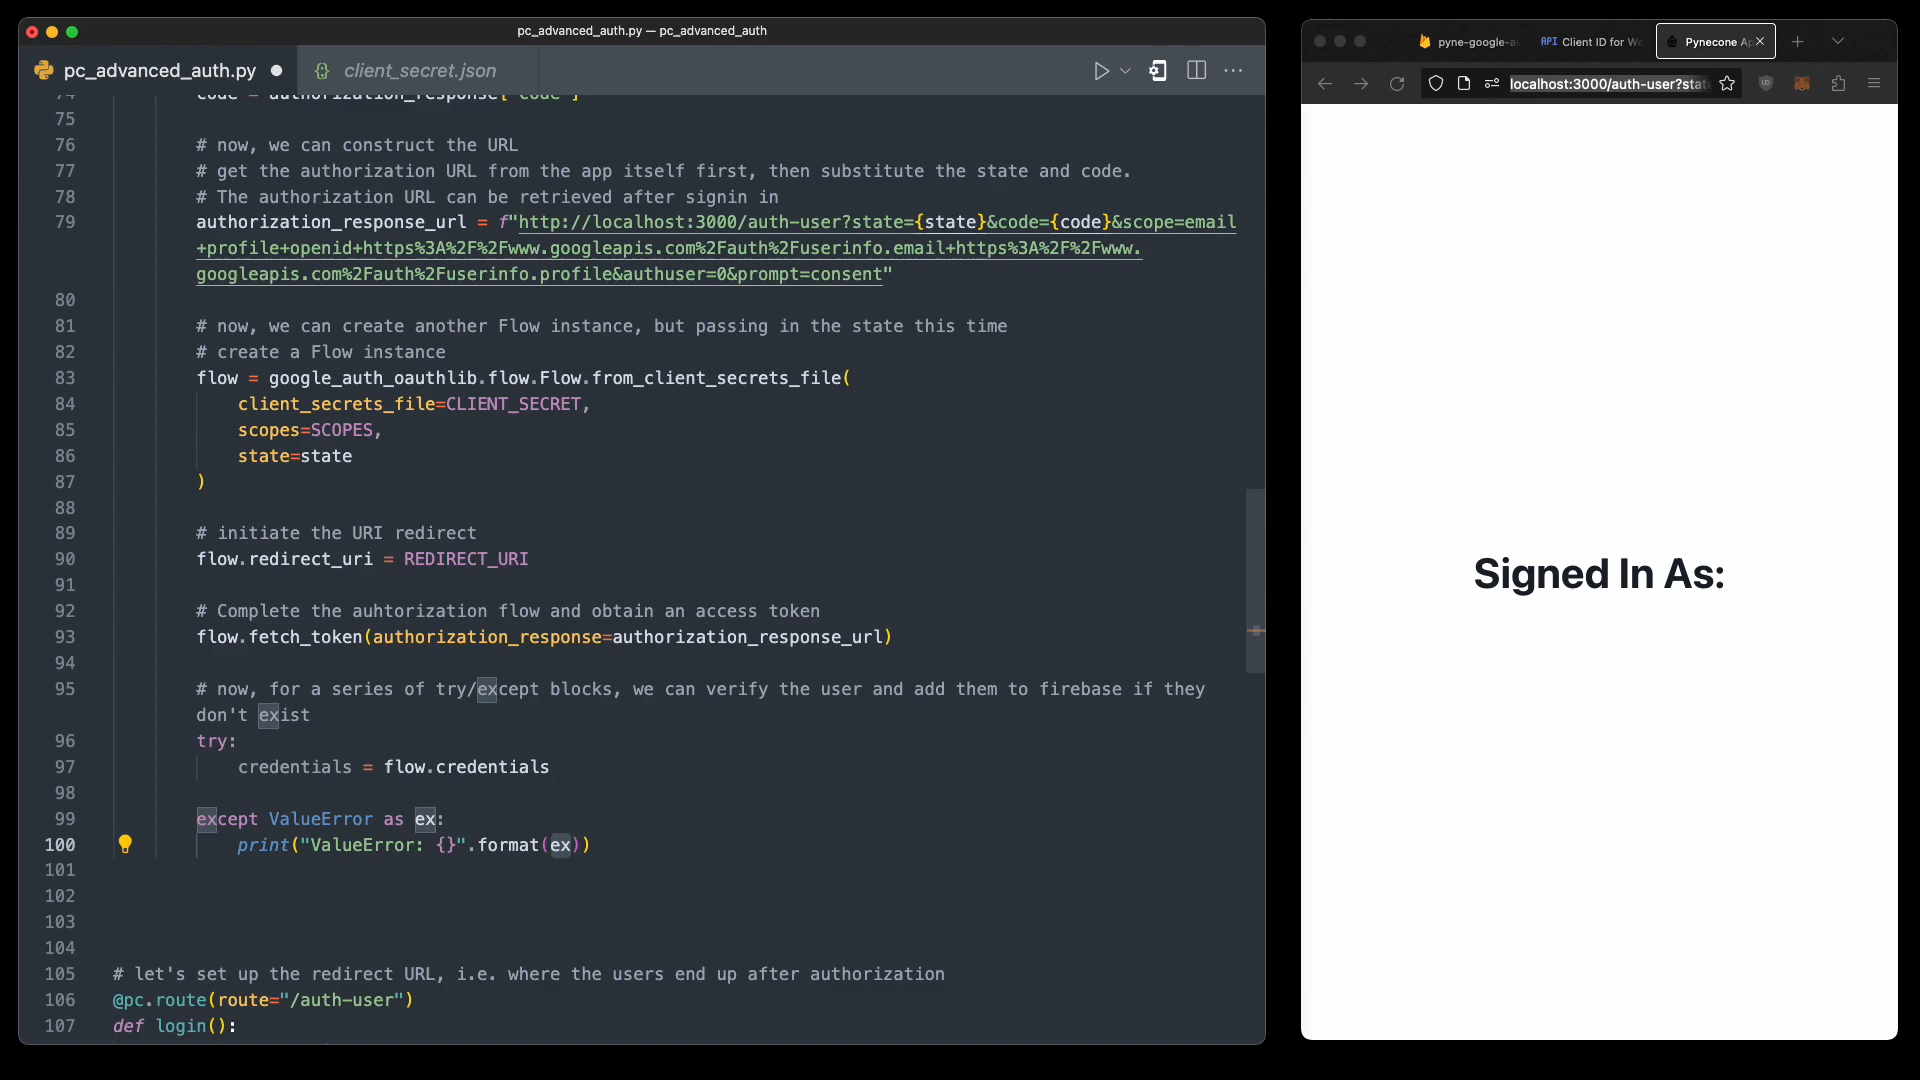 pc_advanced_auth.py — pc_advanced_auth
pc_advanced_auth.py
client_secret.json
74 code = authorization_response["code"]
75
76 # now, we can construct the URL
77 # get the authorization URL from the app itself first, then substitute the state and code.
78 # The authorization URL can be retrieved after signin in
79 authorization_response_url = f"http://localhost:3000/auth-user?state={state}&code={code}&scope=email
+profile+openid+https%3A%2F%2Fwww.googleapis.com%2Fauth%2Fuserinfo.email+https%3A%2F%2Fwww.
googleapis.com%2Fauth%2Fuserinfo.profile&authuser=0&prompt=consent"
80
81 # now, we can create another Flow instance, but passing in the state this time
82 # create a Flow instance
83 flow = google_auth_oauthlib.flow.Flow.from_client_secrets_file(
84 client_secrets_file=CLIENT_SECRET,
85 scopes=SCOPES,
86 state=state
87 )
88
89 # initiate the URI redirect
90 flow.redirect_uri = REDIRECT_URI
91
92 # Complete the auhtorization flow and obtain an access token
93 flow.fetch_token(authorization_response=authorization_response_url)
94
95 # now, for a series of try/except blocks, we can verify the user and add them to firebase if they
don't exist
96 try:
97 credentials = flow.credentials
98
99 except ValueError as ex:
100 print("ValueError: {}".format(ex))
101
102
103
104
105 # let's set up the redirect URL, i.e. where the users end up after authorization
106 @pc.route(route="/auth-user")
107 def login():
pyne-google-au
API Client ID for We
Pynecone Ap
localhost:3000/auth-user?stat
Signed In As: